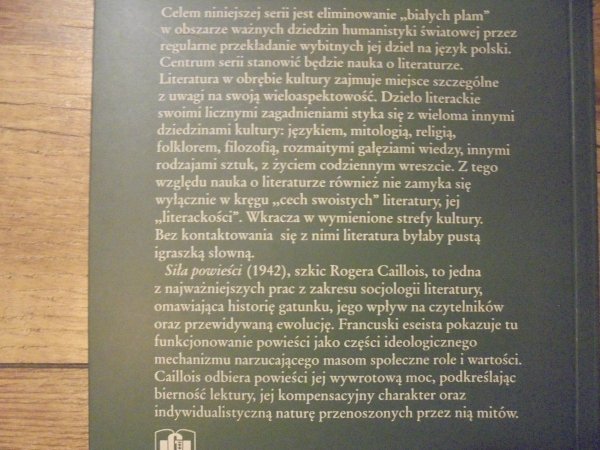 Celem niniejszej serii jest eliminowanie „białych plam”
w obszarze ważnych dziedzin humanistyki światowej przez
regularne przekładanie wybitnych jej dzieł na język polski.
Centrum serii stanowić będzie nauka o literaturze.
Literatura w obrębie kultury zajmuje miejsce szczególne
z uwagi na swoją wieloaspektowość. Dzieło literackie
swoimi licznymi zagadnieniami styka się z wieloma innymi
dziedzinami kultury: językiem, mitologią, religią,
folklorem, filozofią, rozmaitymi gałęziami wiedzy, innymi
rodzajami sztuk, z życiem codziennym wreszcie. Z tego
względu nauka o literaturze również nie zamyka się
wyłącznie w kręgu „cech swoistych” literatury, jej
„literackości”. Wkracza w wymienione strefy kultury.
Bez kontaktowania się z nimi literatura byłaby pustą
igraszką słowną.
Siła powieści (1942), szkic Rogera Caillois, to jedna
z najważniejszych prac z zakresu socjologii literatury,
omawiająca historię gatunku, jego wpływ na czytelników
oraz przewidywaną ewolucję. Francuski eseista pokazuje tu
funkcjonowanie powieści jako części ideologicznego
mechanizmu narzucającego masom społeczne role i wartości.
Caillois odbiera powieści jej wywrotową moc, podkreślając
bierność lektury, jej kompensacyjny charakter oraz
indywidualistyczną naturę przenoszonych przez nią mitów.